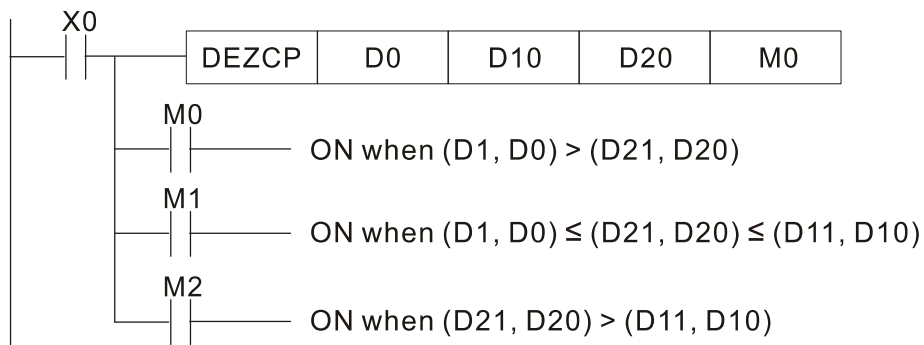 X0
DEZCP D0 D10 D20 M0
M0
ON when (D1, D0) > (D21, D20)
M1
ON when (D1, D0) ≤ (D21, D20) ≤ (D11, D10)
M2
ON when (D21, D20) > (D11, D10)